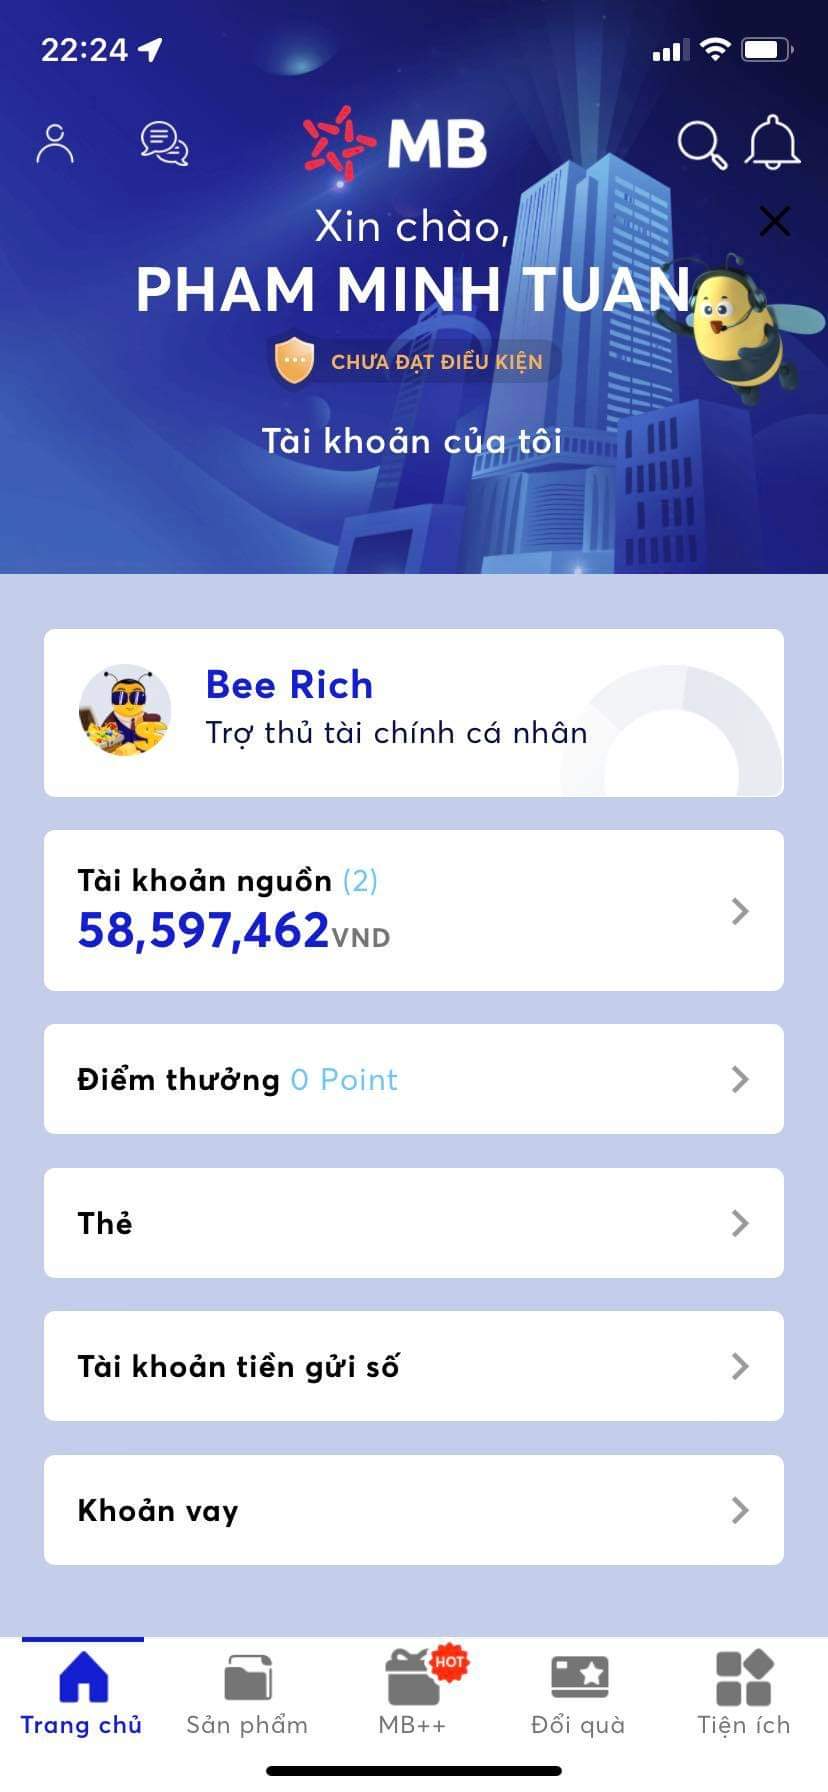 22:24
MB
Xin chào,
PHAM MINH TUAN
CHƯA ĐẠT ĐIỀU KIỆN
Tài khoản của tôi
Bee Rich
Trợ thủ tài chính cá nhân
Tài khoản nguồn (2)
58,597,462VND
Điểm thưởng 0 Point
Thẻ
Tài khoản tiền gửi số
Khoản vay
HOT
Trang chủ Sản phẩm MB++ Đổi quà Tiện ích